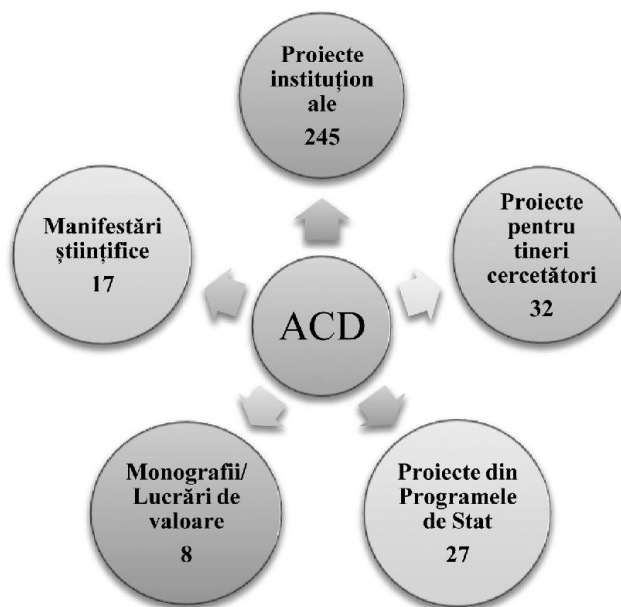 Proiecte
instituțion
ale
245
Proiecte
pentru
tineri
cercetători
32
Proiecte din
Programele
de Stat
27
Monografii/
Lucrări de
valoare
8
Manifestări
științifice
17
ACD